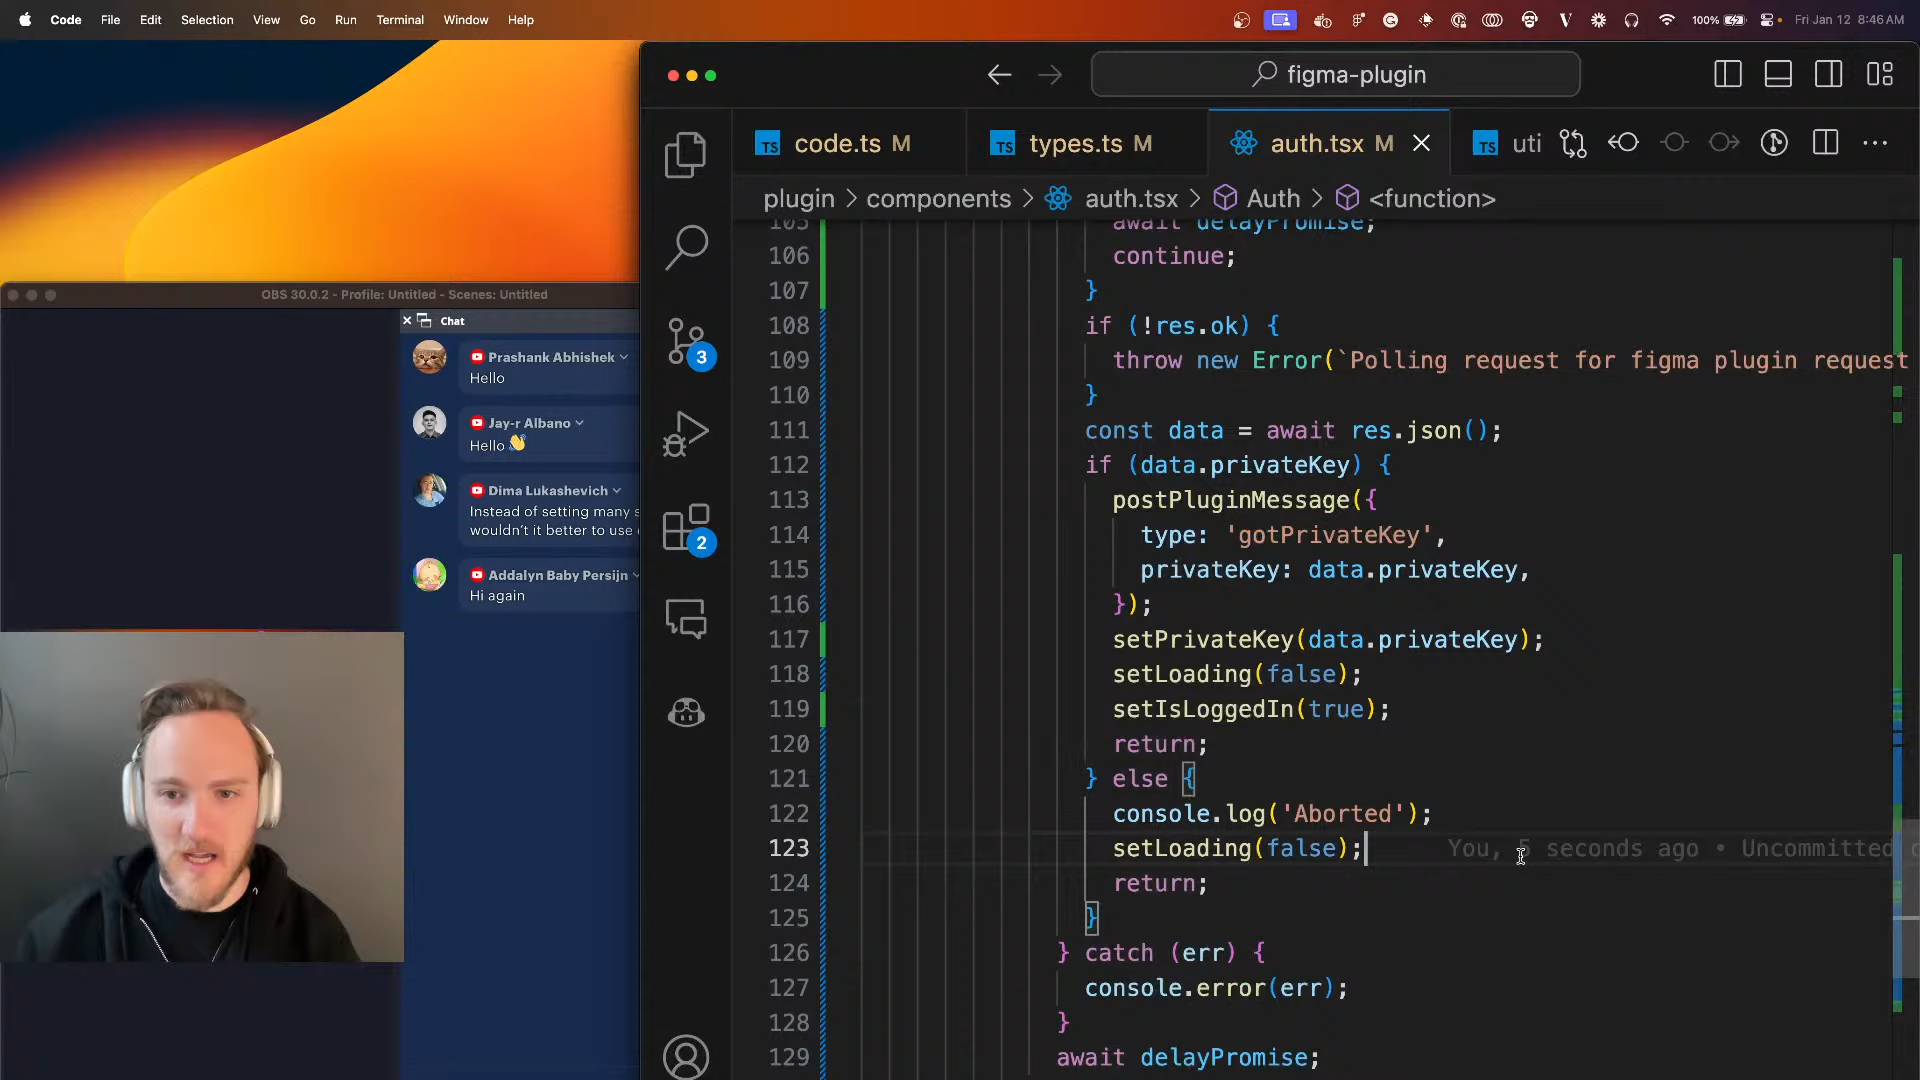 Code File Edit Selection View Go Run Terminal Window Help
100% Fri Jan 12 8:46 AM
figma-plugin
TS code.ts M
TS types.ts M
auth.tsx M
TS uti
plugin > components > auth.tsx > Auth > <function>
105 await delayPromise;
106 continue;
107 }
108 if (!res.ok) {
109 throw new Error(`Polling request for figma plugin request
110 }
111 const data = await res.json();
112 if (data.privateKey) {
113 postPluginMessage({
114 type: 'gotPrivateKey',
115 privateKey: data.privateKey,
116 });
117 setPrivateKey(data.privateKey);
118 setLoading(false);
119 setIsLoggedIn(true);
120 return;
121 } else {
122 console.log('Aborted');
123 setLoading(false); You, 5 seconds ago • Uncommitted
124 return;
125 }
126 } catch (err) {
127 console.error(err);
128 }
129 await delayPromise;
3
2
OBS 30.0.2 - Profile: Untitled - Scenes: Untitled
Chat
Prashank Abhishek
Hello
Jay-r Albano
Hello 👋
Dima Lukashevich
Instead of setting many
wouldn't it better to use
Addalyn Baby Persijn
Hi again